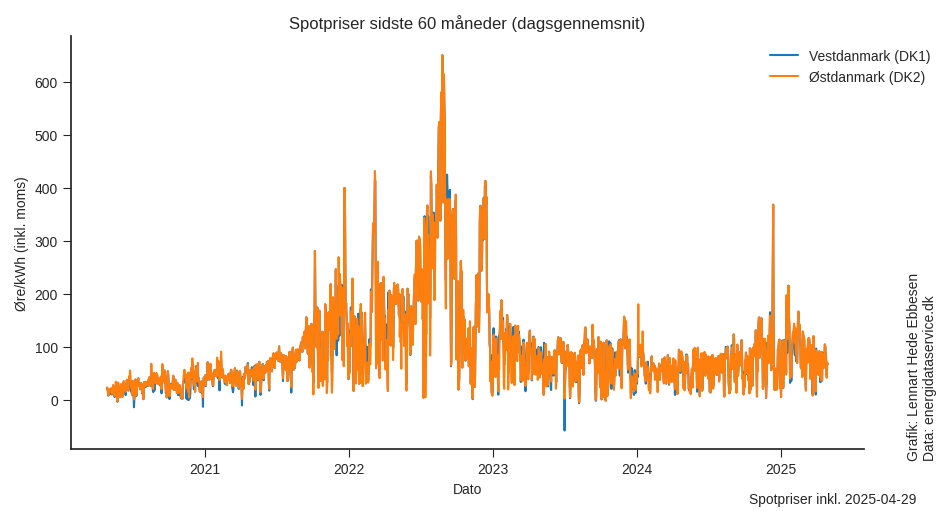 Spotpriser sidste 60 måneder (dagsgennemsnit)
Vestdanmark (DK1)
Østdanmark (DK2)
Øre/kWh (inkl. moms)
600
500
400
300
200
100
0
2021
2022
2023
2024
2025
Dato
Grafik: Lennart Hede Ebbesen
Data: energidataservice.dk
Spotpriser inkl. 2025-04-29